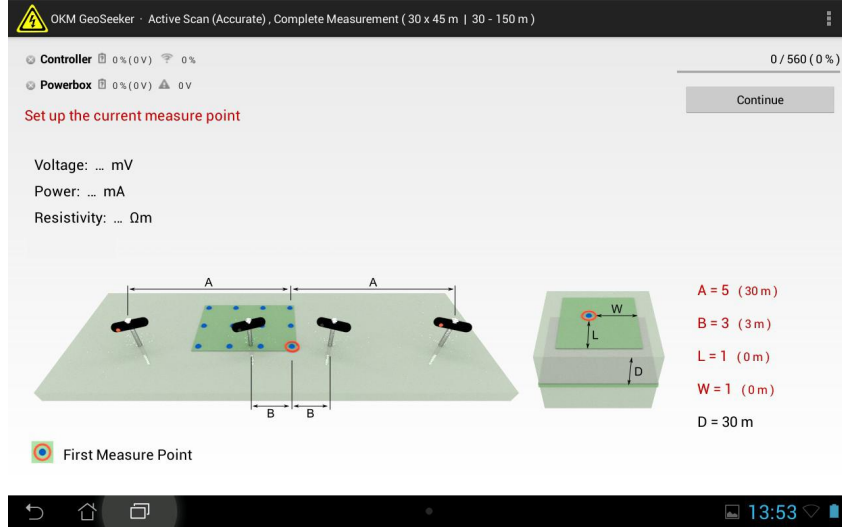 OKM GeoSeeker · Active Scan (Accurate) , Complete Measurement ( 30 x 45 m | 30 - 150 m )
Controller 0 % ( 0 V ) 0 %
0 / 560 ( 0 % )
Powerbox 0 % ( 0 V ) 0 V
Continue
Set up the current measure point
Voltage: ... mV
Power: ... mA
Resistivity: ... Ωm
A A
W
L
D
B B
A = 5 ( 30 m )
B = 3 ( 3 m )
L = 1 ( 0 m )
W = 1 ( 0 m )
D = 30 m
First Measure Point
13:53